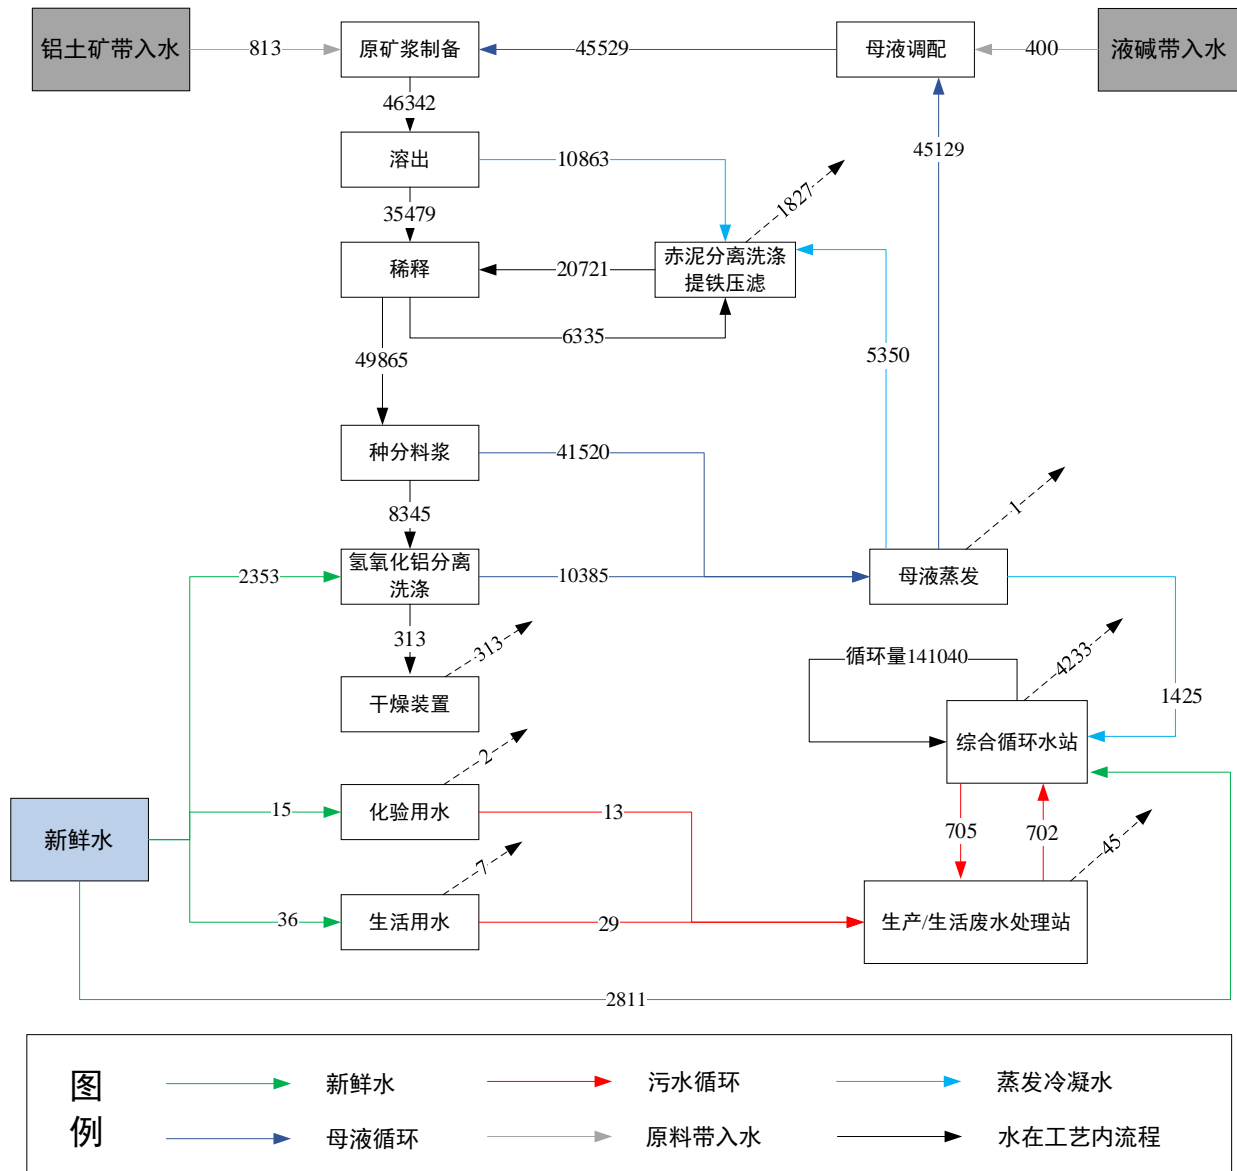 铝土矿带入水
813
原矿浆制备
45529
母液调配
400
液碱带入水
46342
45129
溶出
10863
1827
35479
稀释
20721
赤泥分离洗涤
提铁压滤
6335
5350
49865
种分料浆
41520
8345
1
2353
氢氧化铝分离
洗涤
10385
母液蒸发
313
313
4233
循环量141040
干燥装置
1425
综合循环水站
2
15
化验用水
13
新鲜水
705
702
45
7
36
生活用水
29
生产/生活废水处理站
2811
图
例
新鲜水
污水循环
蒸发冷凝水
母液循环
原料带入水
水在工艺内流程